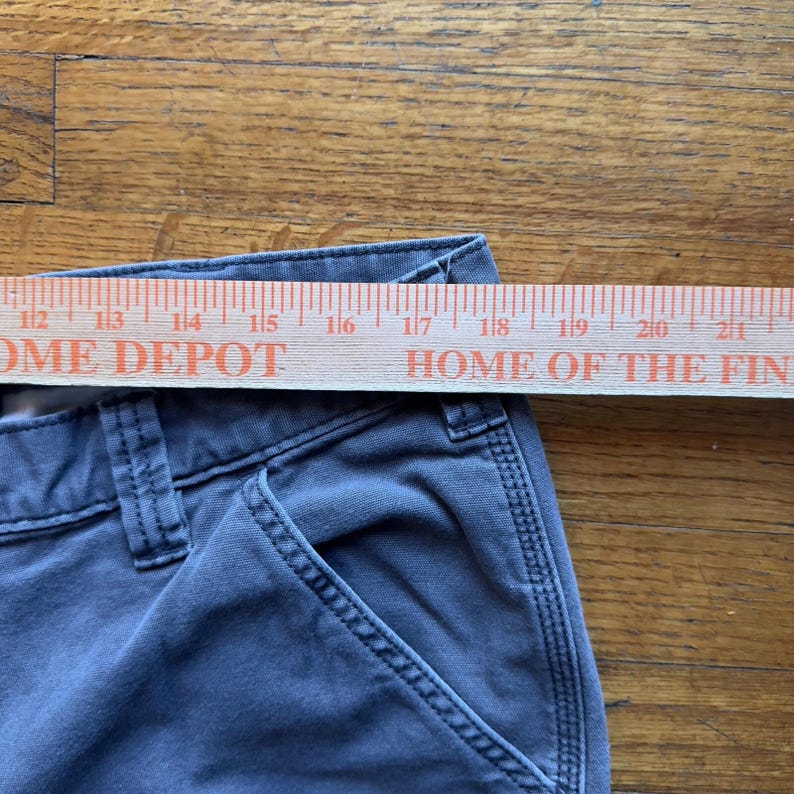 12 13 14 15 16 17 18 19 20 21
OME DEPOT HOME OF THE FIN